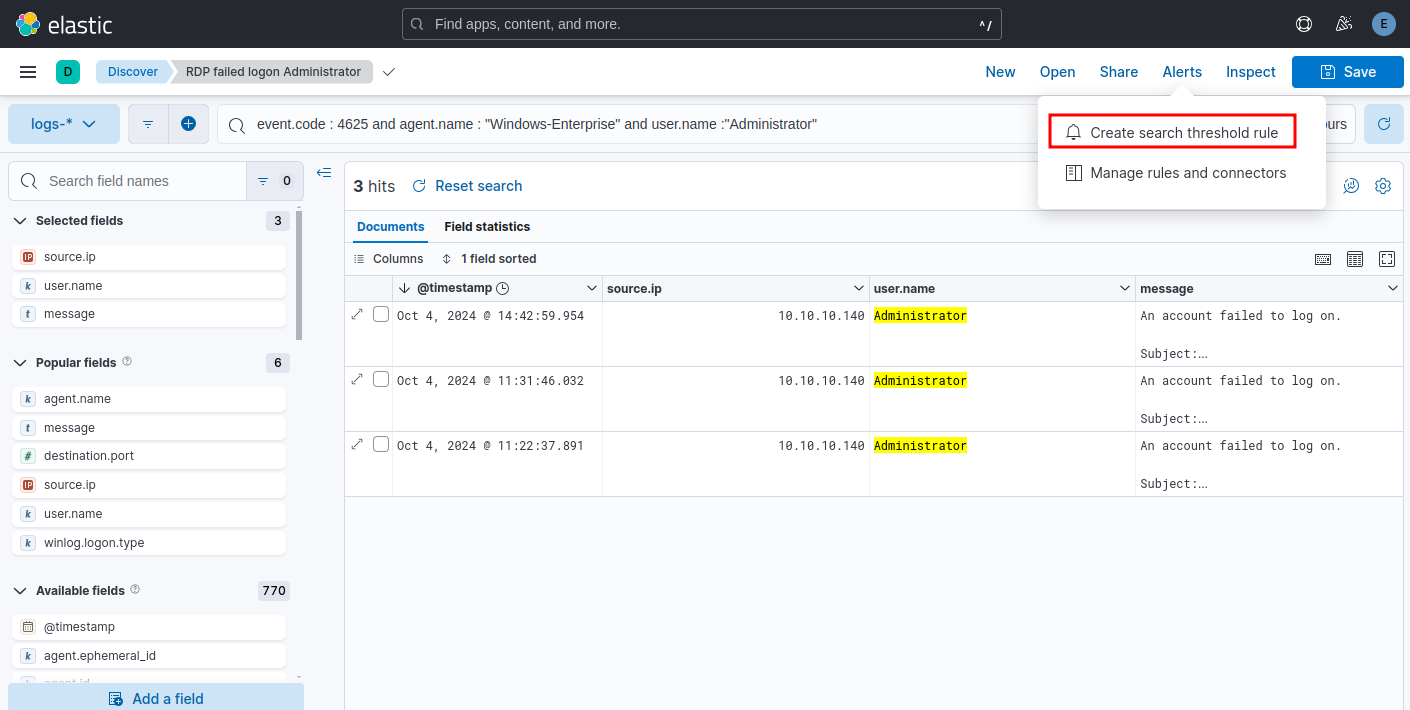 elastic
Find apps, content, and more.
^/
E
D
Discover
RDP failed logon Administrator
New
Open
Share
Alerts
Inspect
Save
logs-*
event.code : 4625 and agent.name : "Windows-Enterprise" and user.name :"Administrator"
ours
Create search threshold rule
Manage rules and connectors
Search field names
0
3 hits
Reset search
Selected fields
3
IP source.ip
k user.name
t message
Popular fields
6
k agent.name
t message
# destination.port
IP source.ip
k user.name
k winlog.logon.type
Available fields
770
@timestamp
k agent.ephemeral_id
Add a field
Documents
Field statistics
Columns
1 field sorted
@timestamp
source.ip
user.name
message
Oct 4, 2024 @ 14:42:59.954
10.10.10.140
Administrator
An account failed to log on.
Subject:…
Oct 4, 2024 @ 11:31:46.032
10.10.10.140
Administrator
An account failed to log on.
Subject:…
Oct 4, 2024 @ 11:22:37.891
10.10.10.140
Administrator
An account failed to log on.
Subject:…